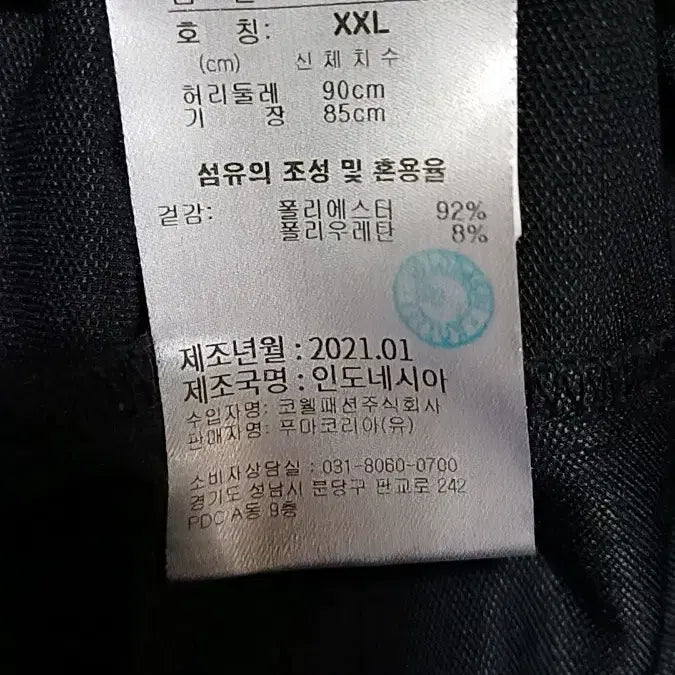 호 칭: XXL
(cm) 신체치수
허리둘레 90cm
기 장 85cm
섬유의 조성 및 혼용율
겉감: 폴리에스터 92%
폴리우레탄 8%
제조년월 : 2021.01
제조국명 : 인도네시아
수입자명: 코웰패션주식회사
판매자명: 푸마코리아(유)
소비자상담실 : 031-8060-0700
경기도 성남시 분당구 판교로 242
PDC A동 9층